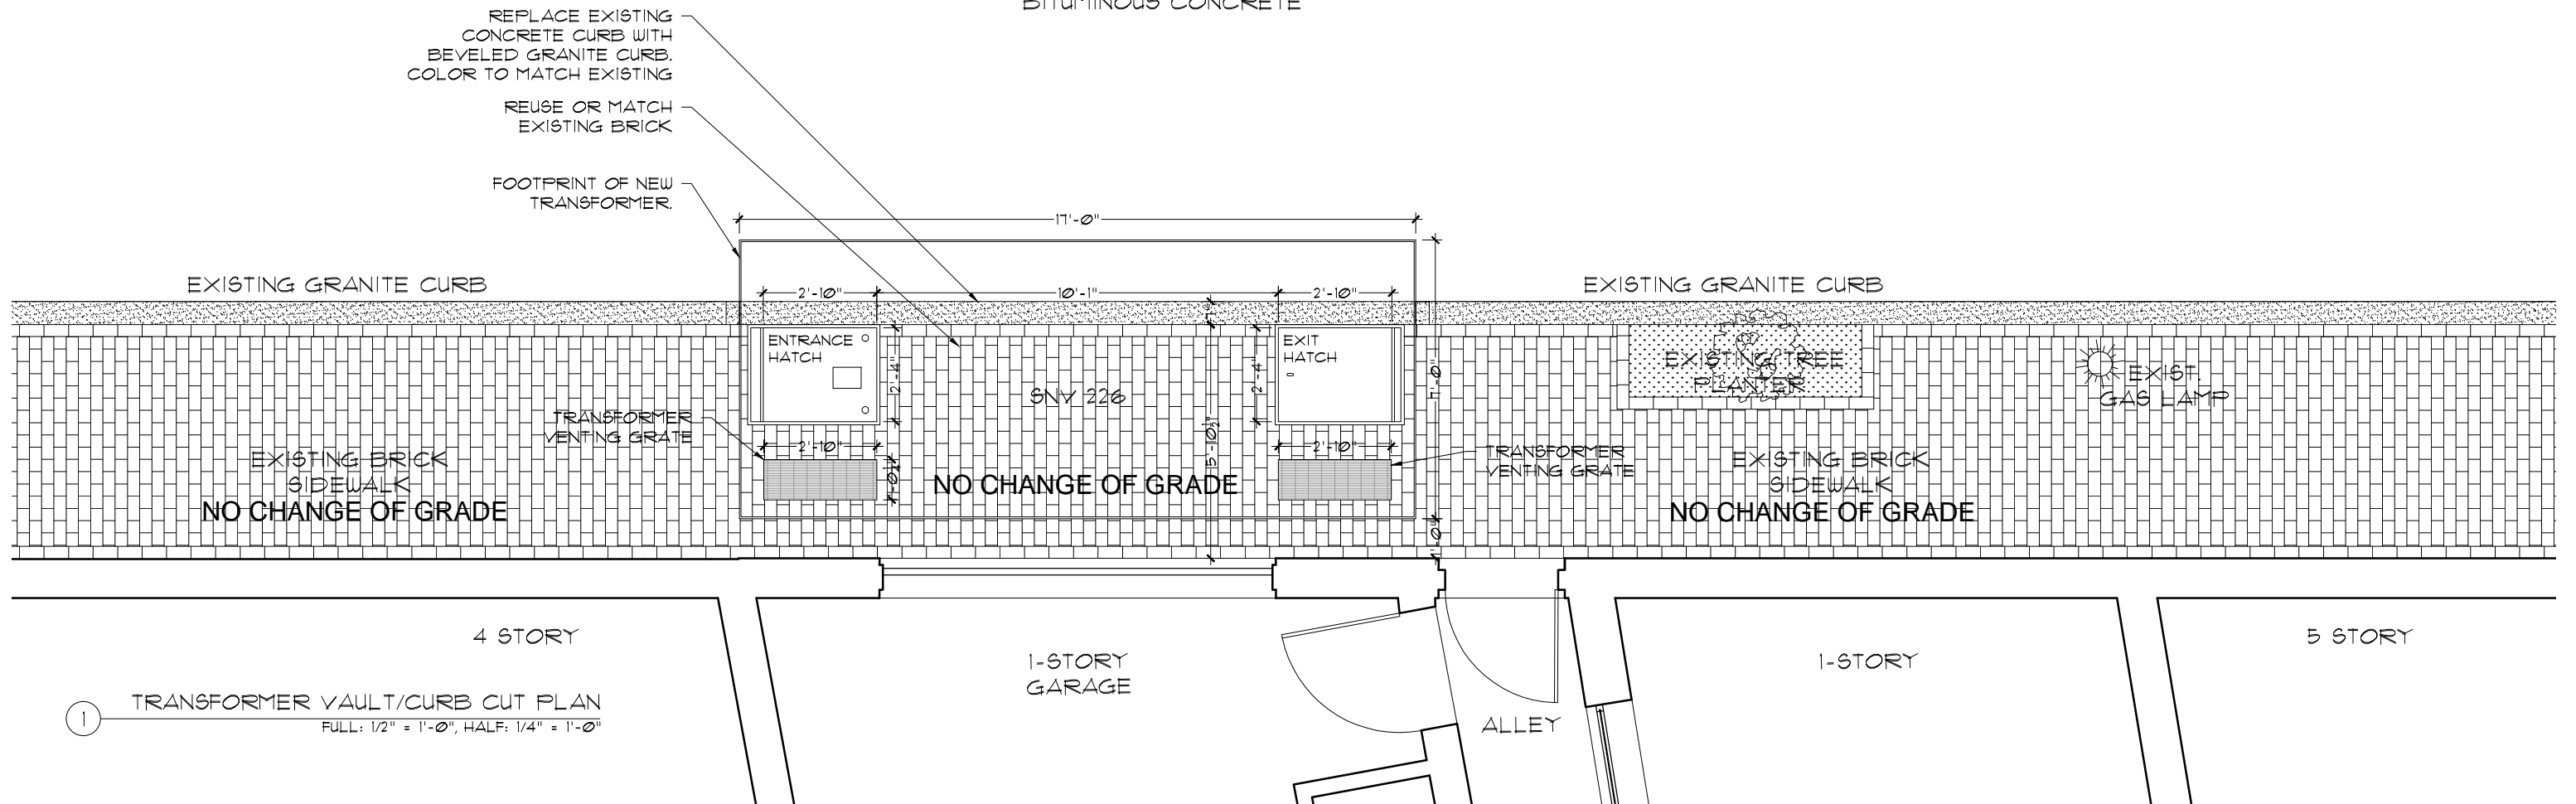 BITUMINOUS CONCRETE
REPLACE EXISTING
CONCRETE CURB WITH
BEVELED GRANITE CURB.
COLOR TO MATCH EXISTING
REUSE OR MATCH
EXISTING BRICK
FOOTPRINT OF NEW
TRANSFORMER.
17'-0"
EXISTING GRANITE CURB
EXISTING GRANITE CURB
2'-10"
10'-1"
2'-10"
ENTRANCE
HATCH
2'-4"
EXIT
HATCH
2'-4"
7'-0"
SNV 226
EXISTING TREE
PLANTER
EXIST.
GAS LAMP
TRANSFORMER
VENTING GRATE
2'-10"
1'-0"
5'-10½"
2'-10"
TRANSFORMER
VENTING GRATE
EXISTING BRICK
SIDEWALK
NO CHANGE OF GRADE
NO CHANGE OF GRADE
EXISTING BRICK
SIDEWALK
NO CHANGE OF GRADE
1'-0"
4 STORY
1-STORY
GARAGE
1-STORY
5 STORY
ALLEY
1
TRANSFORMER VAULT/CURB CUT PLAN
FULL: 1/2" = 1'-0", HALF: 1/4" = 1'-0"